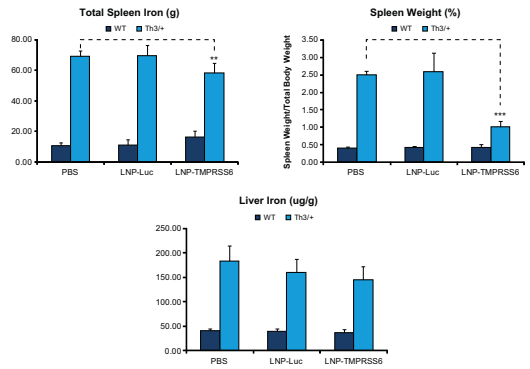 Total Spleen Iron (g)
WT Th3/+
80.00
60.00
40.00
20.00
0.00
**
PBS LNP-Luc LNP-TMPRSS6
Spleen Weight (%)
WT Th3/+
Spleen Weight/Total Body Weight
3.50
3.00
2.50
2.00
1.50
1.00
0.50
0.00
***
PBS LNP-Luc LNP-TMPRSS6
Liver Iron (ug/g)
WT Th3/+
250.00
200.00
150.00
100.00
50.00
0.00
PBS LNP-Luc LNP-TMPRSS6